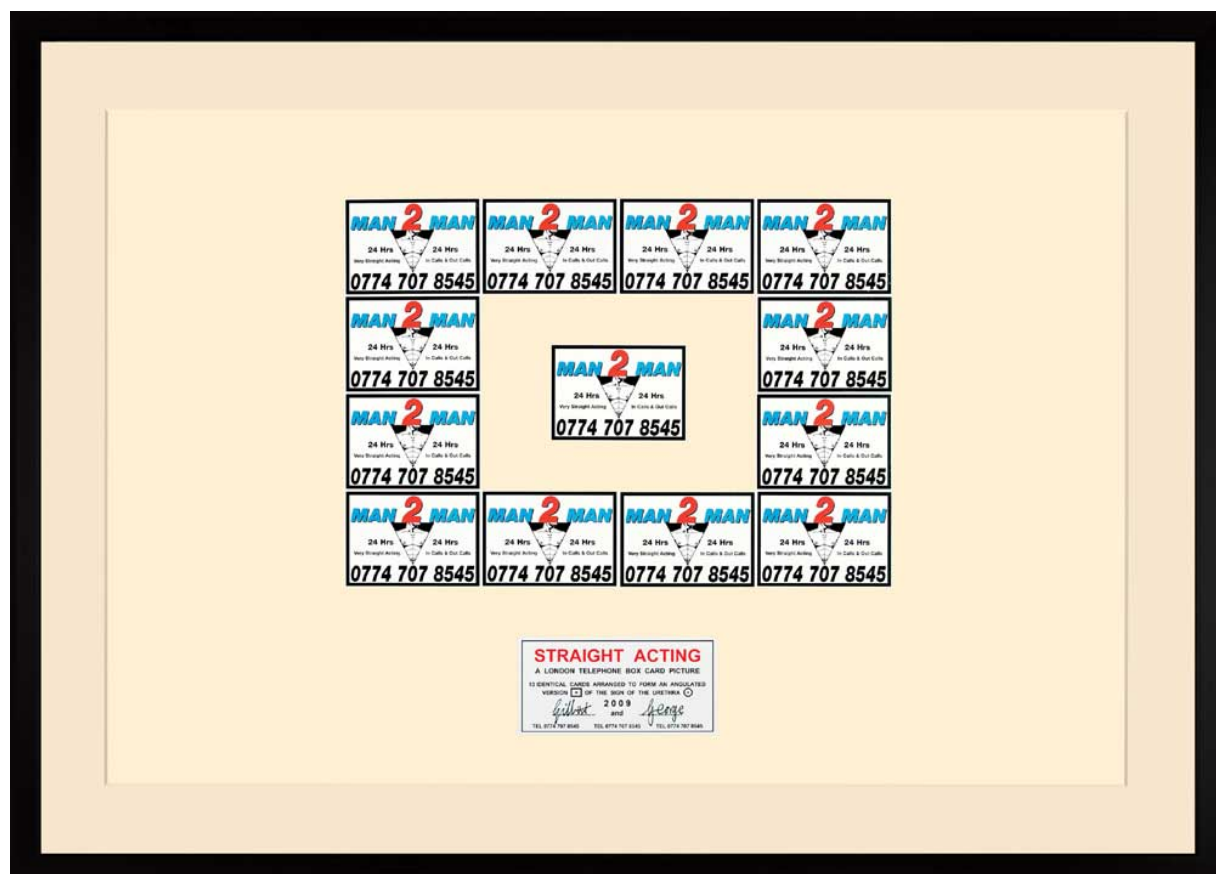 MAN 2 MAN
24 Hrs 24 Hrs
Very Straight Acting In Calls & Out Calls
0774 707 8545
MAN 2 MAN
24 Hrs 24 Hrs
Very Straight Acting In Calls & Out Calls
0774 707 8545
MAN 2 MAN
24 Hrs 24 Hrs
Very Straight Acting In Calls & Out Calls
0774 707 8545
MAN 2 MAN
24 Hrs 24 Hrs
Very Straight Acting In Calls & Out Calls
0774 707 8545
MAN 2 MAN
24 Hrs 24 Hrs
Very Straight Acting In Calls & Out Calls
0774 707 8545
MAN 2 MAN
24 Hrs 24 Hrs
Very Straight Acting In Calls & Out Calls
0774 707 8545
MAN 2 MAN
24 Hrs 24 Hrs
Very Straight Acting In Calls & Out Calls
0774 707 8545
MAN 2 MAN
24 Hrs 24 Hrs
Very Straight Acting In Calls & Out Calls
0774 707 8545
MAN 2 MAN
24 Hrs 24 Hrs
Very Straight Acting In Calls & Out Calls
0774 707 8545
MAN 2 MAN
24 Hrs 24 Hrs
Very Straight Acting In Calls & Out Calls
0774 707 8545
MAN 2 MAN
24 Hrs 24 Hrs
Very Straight Acting In Calls & Out Calls
0774 707 8545
MAN 2 MAN
24 Hrs 24 Hrs
Very Straight Acting In Calls & Out Calls
0774 707 8545
MAN 2 MAN
24 Hrs 24 Hrs
Very Straight Acting In Calls & Out Calls
0774 707 8545
STRAIGHT ACTING
A LONDON TELEPHONE BOX CARD PICTURE
13 IDENTICAL CARDS ARRANGED TO FORM AN ANGULATED
VERSION OF THE SIGN OF THE URETHRA
2009
Gilbert and George
TEL 0774 707 8545 TEL 0774 707 8545 TEL 0774 707 8545